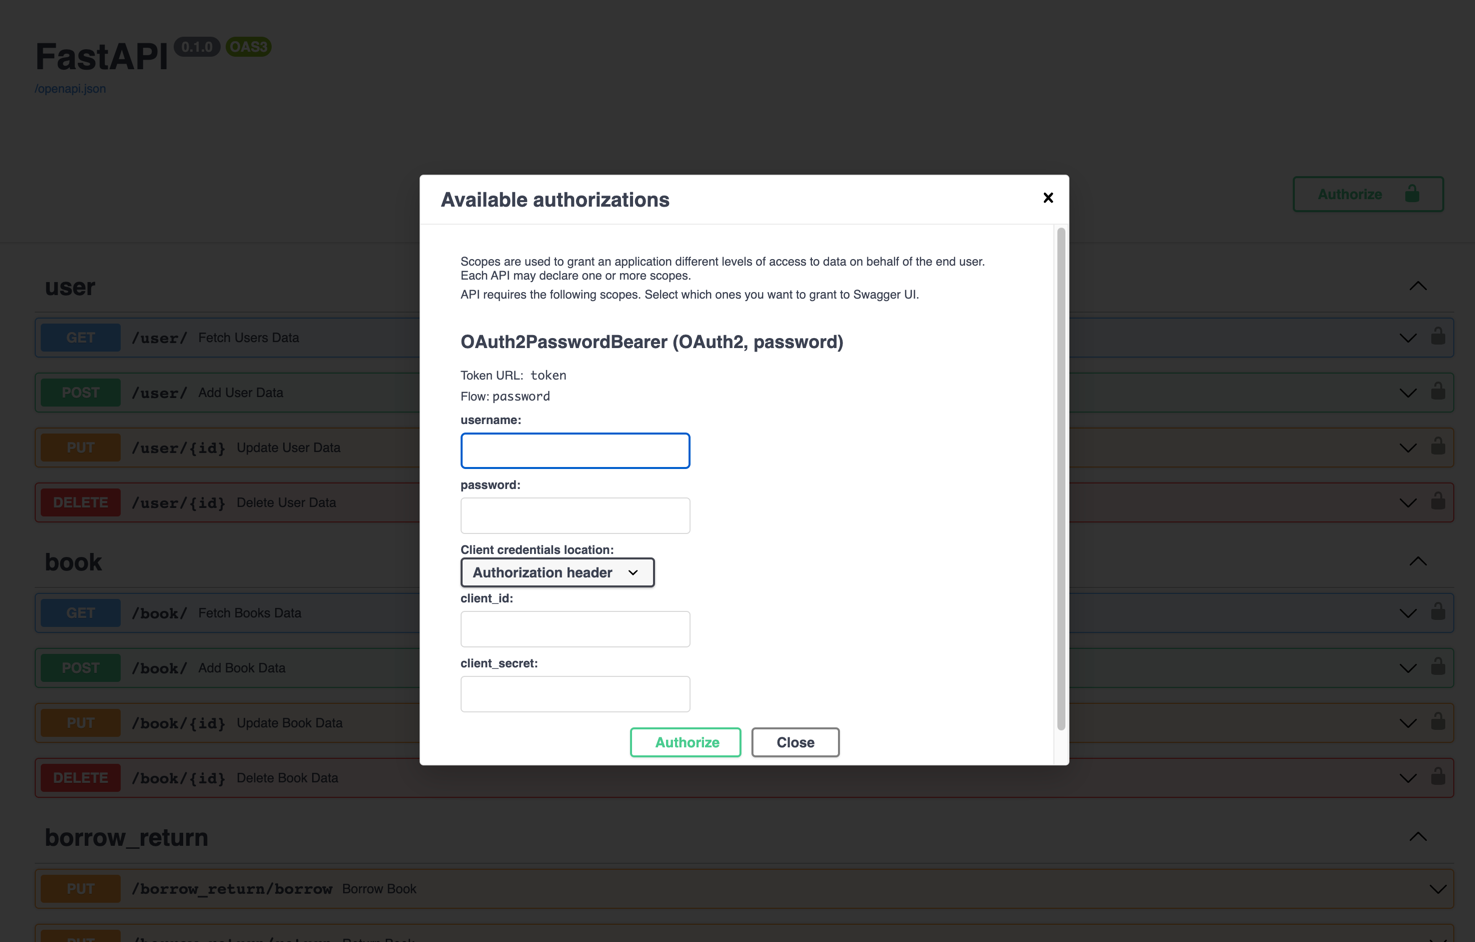 FastAPI 0.1.0 OAS3
/openapi.json
Authorize
Available authorizations
Scopes are used to grant an application different levels of access to data on behalf of the end user.
Each API may declare one or more scopes.
API requires the following scopes. Select which ones you want to grant to Swagger UI.
OAuth2PasswordBearer (OAuth2, password)
Token URL: token
Flow: password
username:
password:
Client credentials location:
Authorization header
client_id:
client_secret:
Authorize Close
user
GET /user/ Fetch Users Data
POST /user/ Add User Data
PUT /user/{id} Update User Data
DELETE /user/{id} Delete User Data
book
GET /book/ Fetch Books Data
POST /book/ Add Book Data
PUT /book/{id} Update Book Data
DELETE /book/{id} Delete Book Data
borrow_return
PUT /borrow_return/borrow Borrow Book